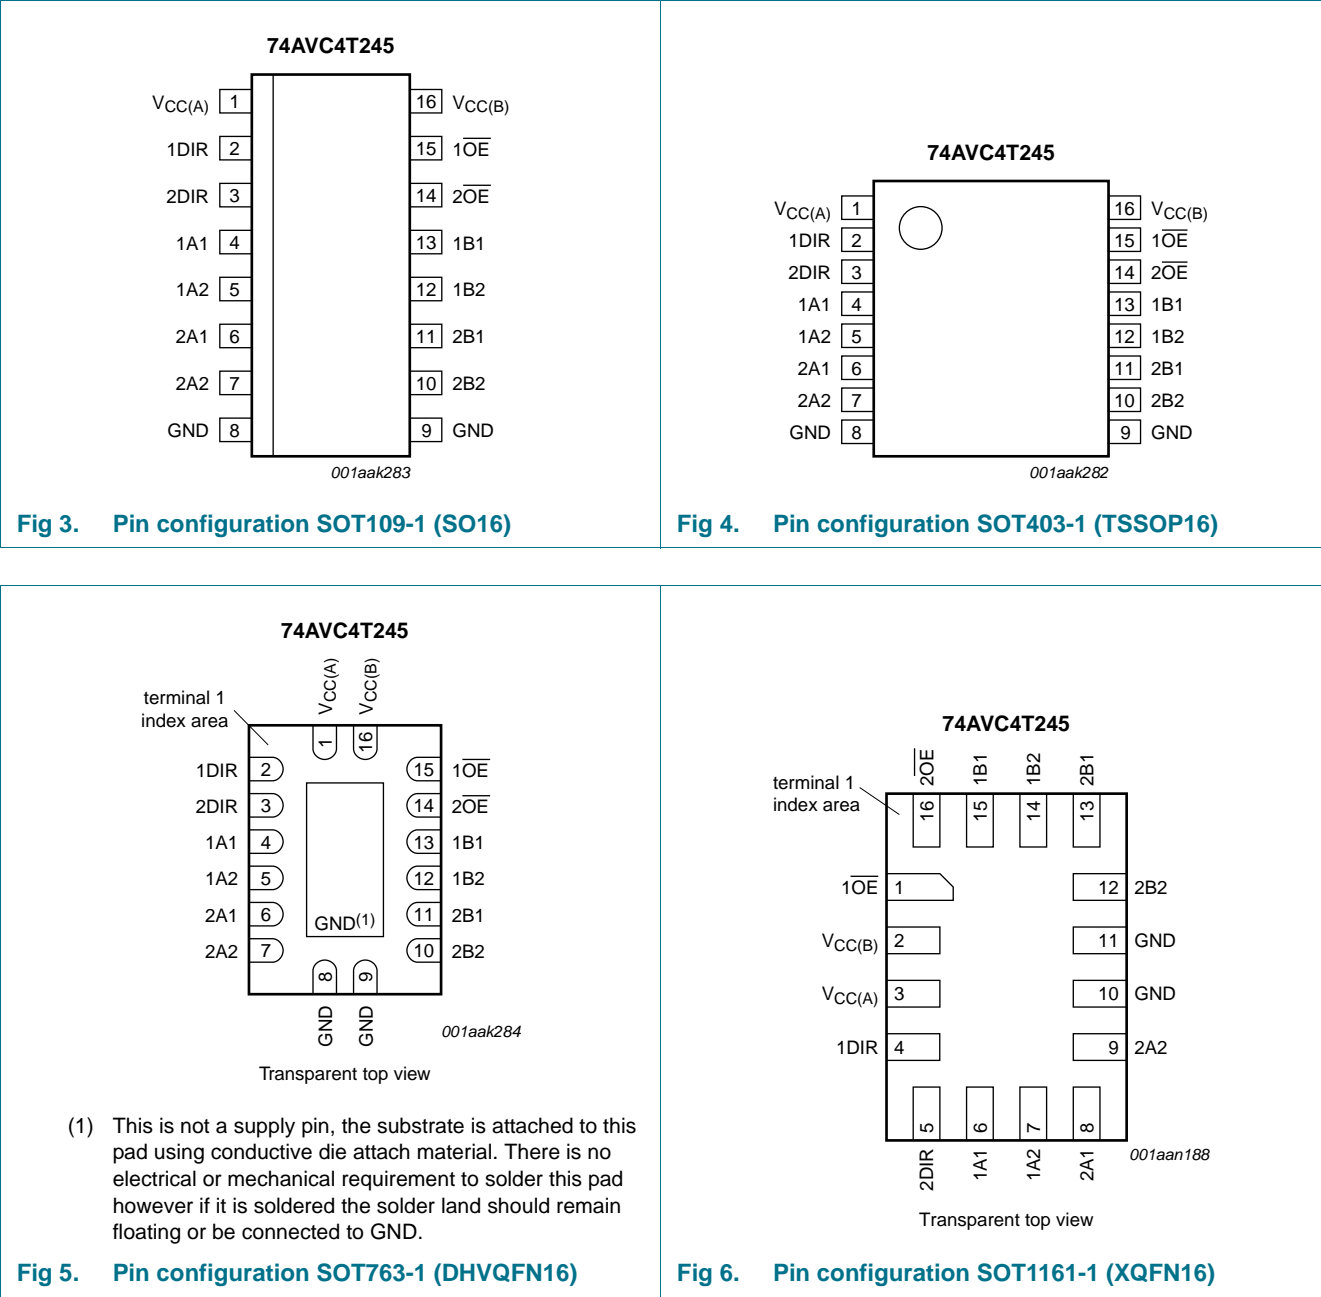 74AVC4T245
VCC(A) 1 16 VCC(B)
1DIR 2 15 1O̅E̅
2DIR 3 14 2O̅E̅
1A1 4 13 1B1
1A2 5 12 1B2
2A1 6 11 2B1
2A2 7 10 2B2
GND 8 9 GND
001aak283
Fig 3. Pin configuration SOT109-1 (SO16)
74AVC4T245
VCC(A) 1 16 VCC(B)
1DIR 2 15 1O̅E̅
2DIR 3 14 2O̅E̅
1A1 4 13 1B1
1A2 5 12 1B2
2A1 6 11 2B1
2A2 7 10 2B2
GND 8 9 GND
001aak282
Fig 4. Pin configuration SOT403-1 (TSSOP16)
74AVC4T245
VCC(A) VCC(B)
terminal 1
index area
1 16
1DIR 2 15 1O̅E̅
2DIR 3 14 2O̅E̅
1A1 4 13 1B1
1A2 5 12 1B2
2A1 6 11 2B1
GND(1)
2A2 7 10 2B2
8 9
GND GND
001aak284
Transparent top view
(1) This is not a supply pin, the substrate is attached to this
pad using conductive die attach material. There is no
electrical or mechanical requirement to solder this pad
however if it is soldered the solder land should remain
floating or be connected to GND.
Fig 5. Pin configuration SOT763-1 (DHVQFN16)
74AVC4T245
2O̅E̅ 1B1 1B2 2B1
terminal 1
index area
16 15 14 13
1O̅E̅ 1 12 2B2
VCC(B) 2 11 GND
VCC(A) 3 10 GND
1DIR 4 9 2A2
5 6 7 8
2DIR 1A1 1A2 2A1
001aan188
Transparent top view
Fig 6. Pin configuration SOT1161-1 (XQFN16)